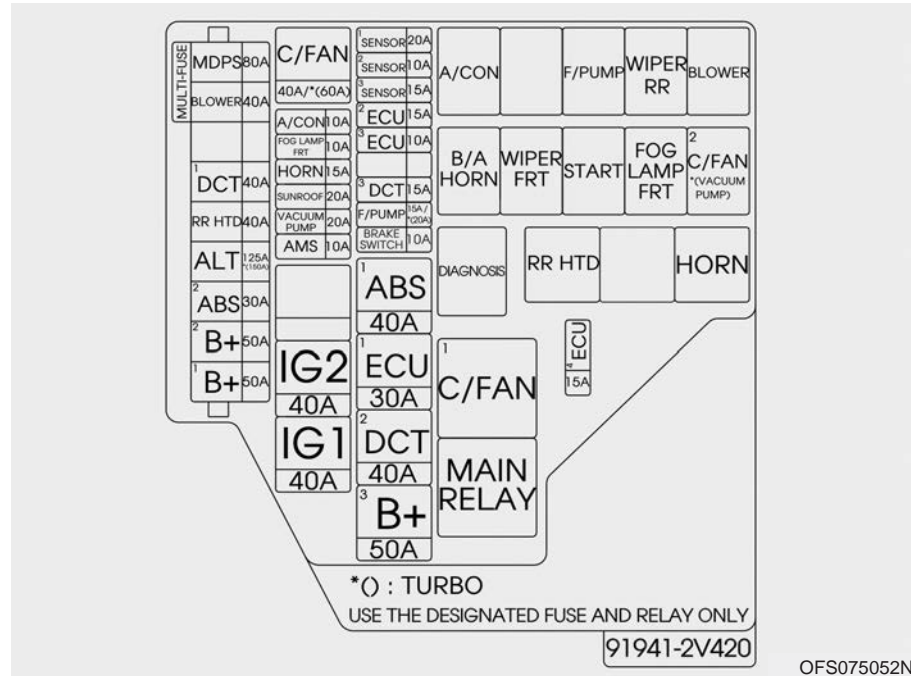 MULTI-FUSE
MDPS 80A
BLOWER 40A
1 DCT 40A
RR HTD 40A
ALT 125A *(150A)
2 ABS 30A
2 B+ 50A
1 B+ 50A
C/FAN
40A/*(60A)
A/CON 10A
FOG LAMP FRT 10A
HORN 15A
SUNROOF 20A
VACUUM PUMP 20A
AMS 10A
IG2
40A
IG1
40A
1 SENSOR 20A
2 SENSOR 10A
3 SENSOR 15A
2 ECU 15A
3 ECU 10A
3 DCT 15A
F/PUMP 15A/ *(20A)
BRAKE SWITCH 10A
1 ABS
40A
1 ECU
30A
2 DCT
40A
3 B+
50A
A/CON
F/PUMP
WIPER
RR
BLOWER
B/A
HORN
WIPER
FRT
START
FOG
LAMP
FRT
2
C/FAN
*(VACUUM
PUMP)
DIAGNOSIS
RR HTD
HORN
4 ECU
15A
1
C/FAN
MAIN
RELAY
*() : TURBO
USE THE DESIGNATED FUSE AND RELAY ONLY
91941-2V420
OFS075052N